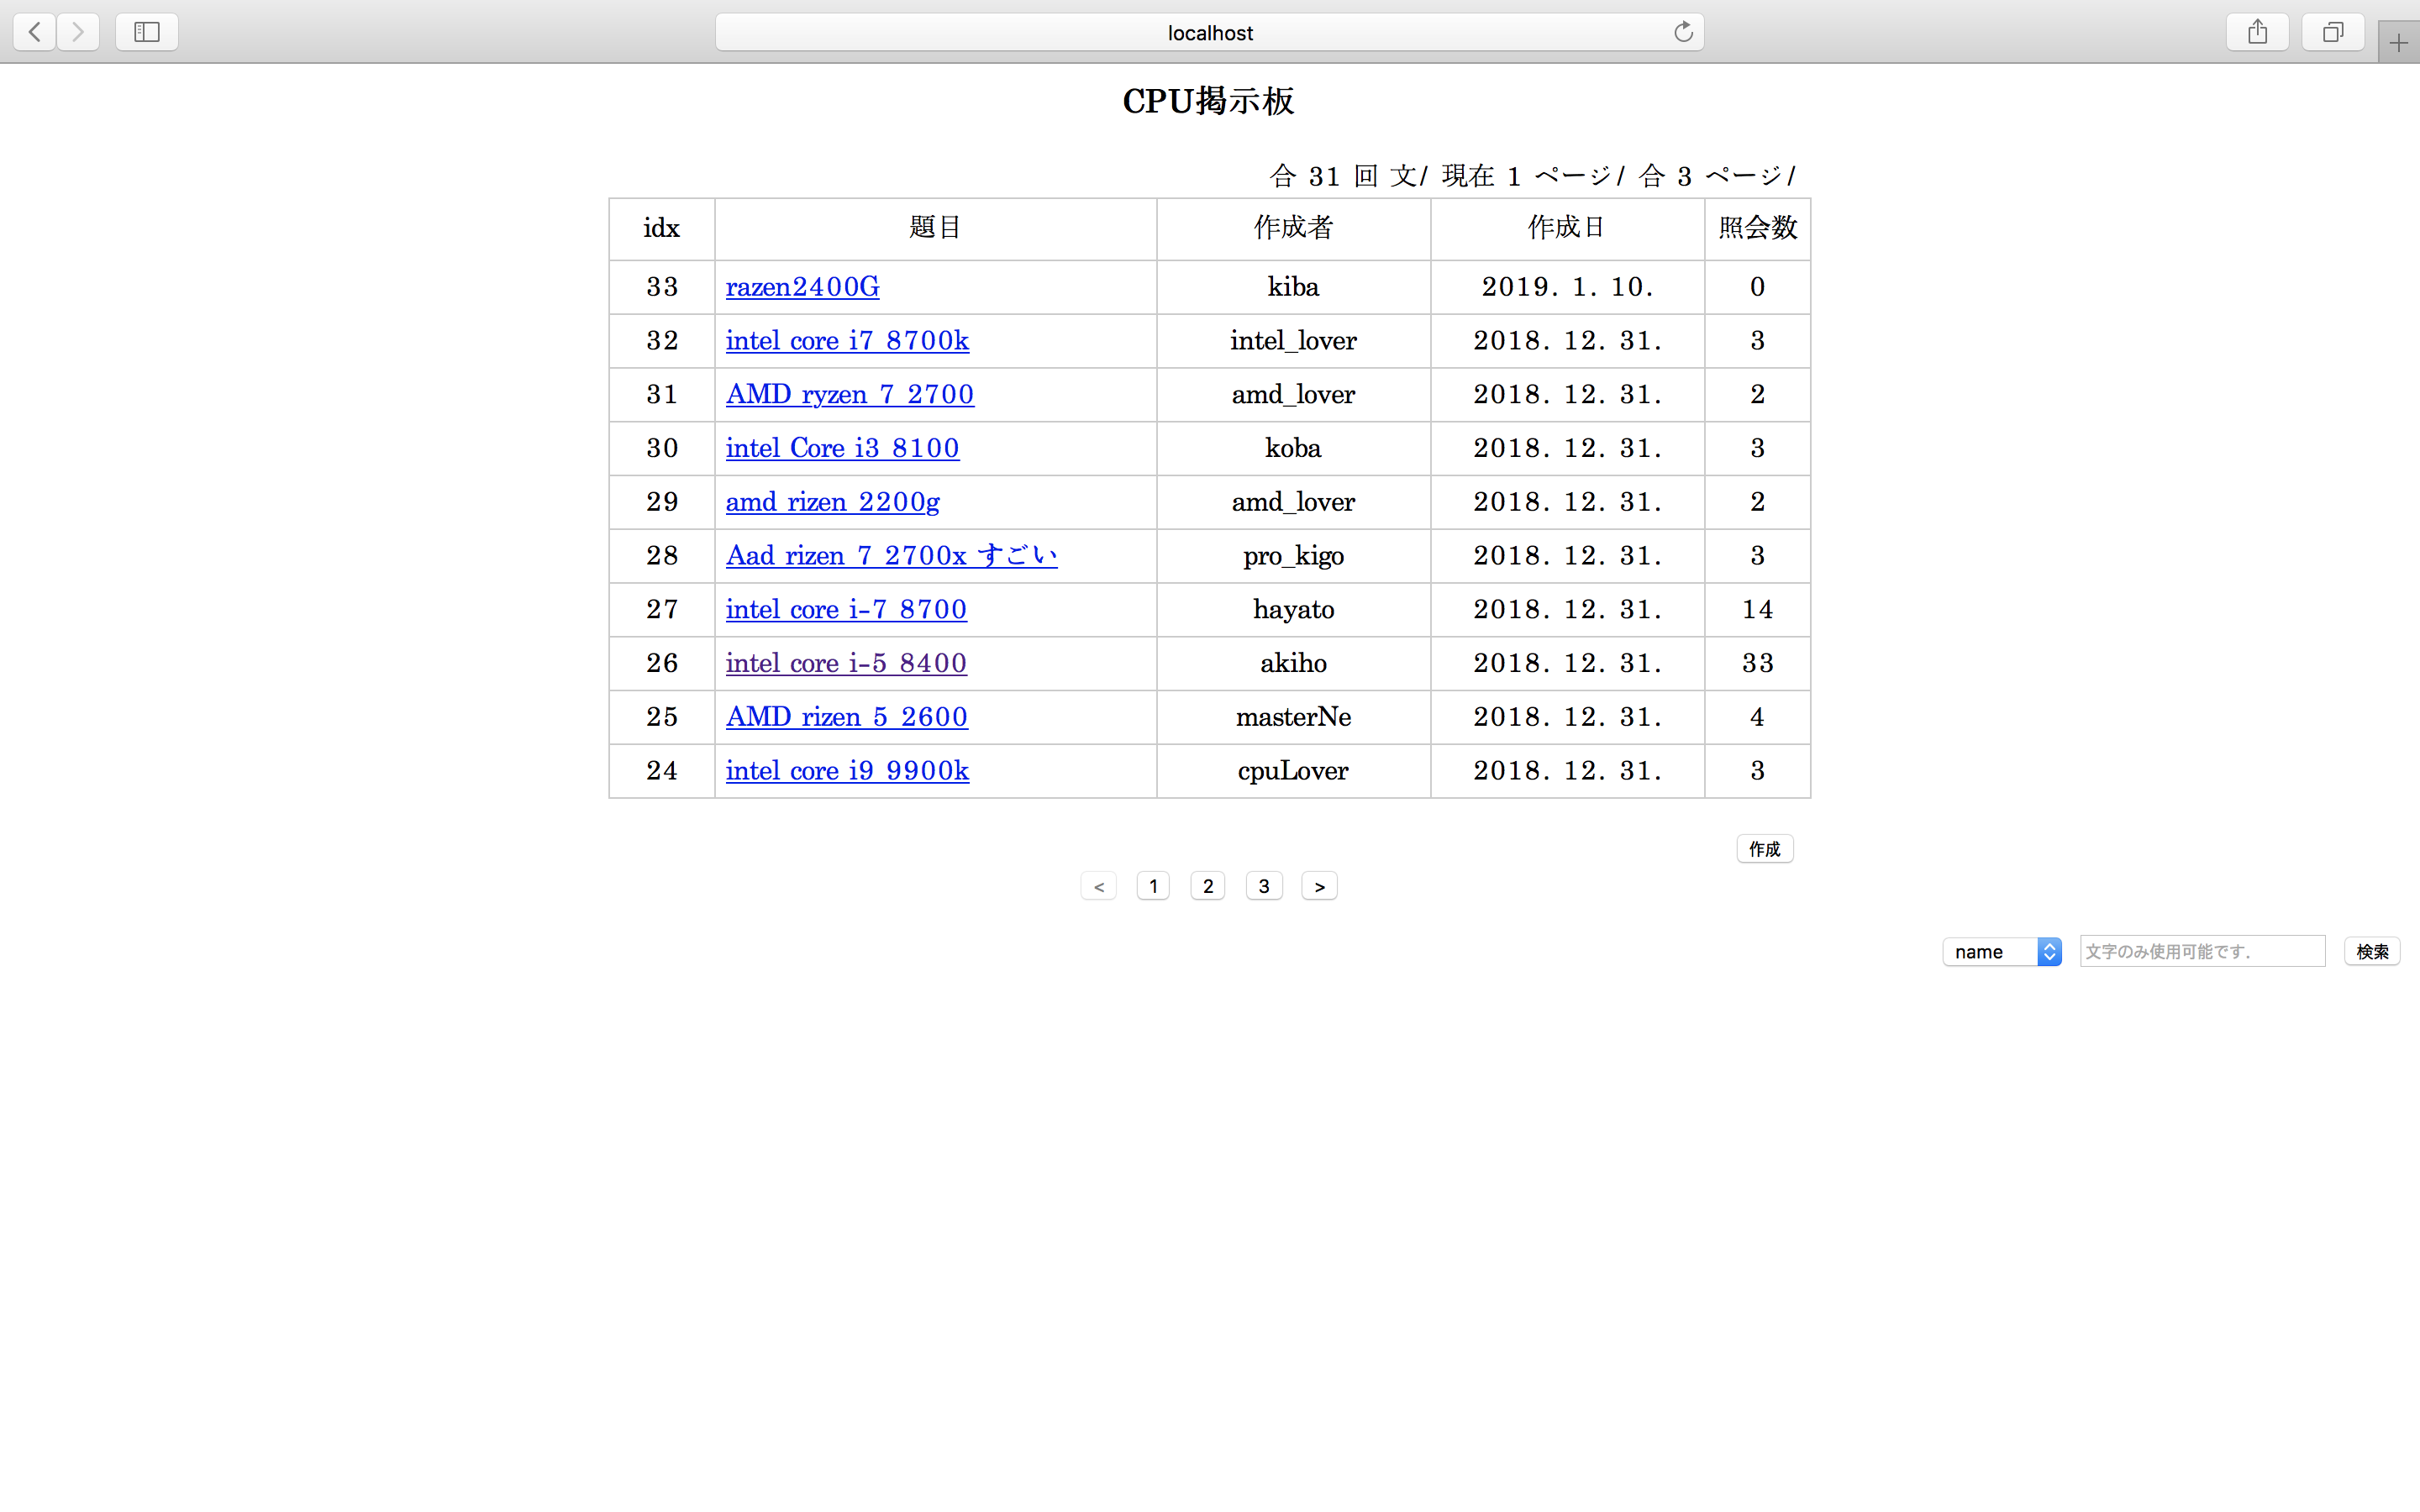 localhost
CPU掲示板
合 31 回 文/ 現在 1 ページ/ 合 3 ページ/
idx 題目 作成者 作成日 照会数
33 razen2400G kiba 2019. 1. 10. 0
32 intel core i7 8700k intel_lover 2018. 12. 31. 3
31 AMD ryzen 7 2700 amd_lover 2018. 12. 31. 2
30 intel Core i3 8100 koba 2018. 12. 31. 3
29 amd rizen 2200g amd_lover 2018. 12. 31. 2
28 Aad rizen 7 2700x すごい pro_kigo 2018. 12. 31. 3
27 intel core i-7 8700 hayato 2018. 12. 31. 14
26 intel core i-5 8400 akiho 2018. 12. 31. 33
25 AMD rizen 5 2600 masterNe 2018. 12. 31. 4
24 intel core i9 9900k cpuLover 2018. 12. 31. 3
作成
< 1 2 3 >
name 文字のみ使用可能です. 検索